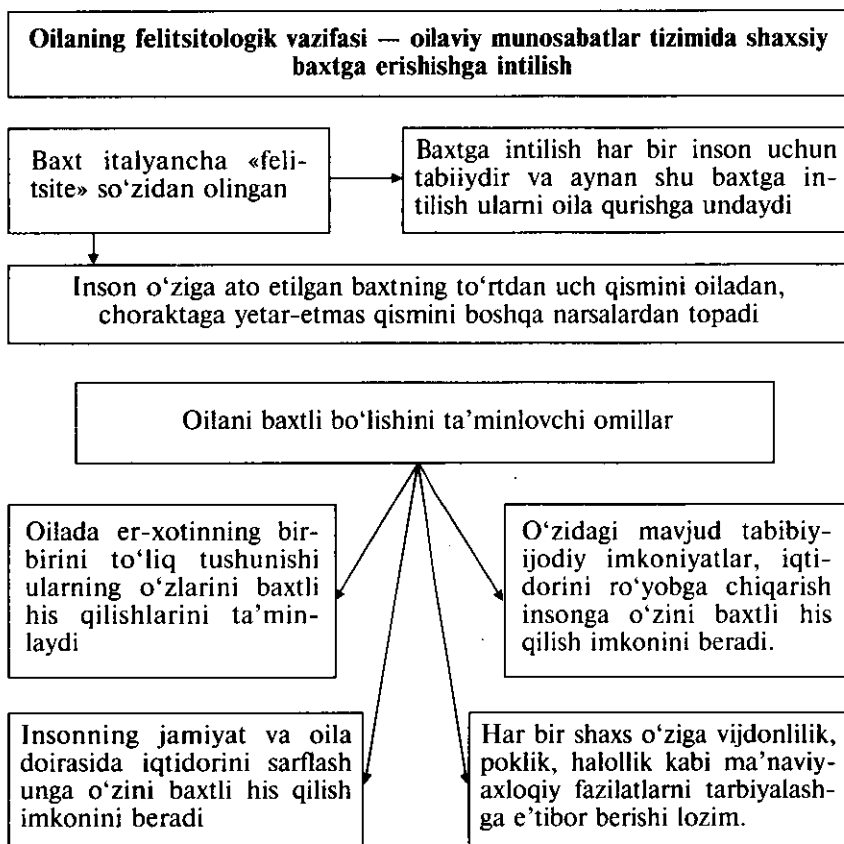 Oilaning felitsitologik vazifasi — oilaviy munosabatlar tizimida shaxsiy
baxtga erishishga intilish
Baxt italyancha «feli-
tsite» so‘zidan olingan
Baxtga intilish har bir inson uchun
tabiiydir va aynan shu baxtga in-
tilish ularni oila qurishga undaydi
Inson o‘ziga ato etilgan baxtning to‘rtdan uch qismini oiladan,
choraktaga yetar-etmas qismini boshqa narsalardan topadi
Oilani baxtli bo‘lishini ta’minlovchi omillar
Oilada er-xotinning bir-
birini to‘liq tushunishi
ularning o‘zlarini baxtli
his qilishlarini ta’min-
laydi
O‘zidagi mavjud tabibiy-
ijodiy imkoniyatlar, iqti-
dorini ro‘yobga chiqarish
insonga o‘zini baxtli his
qilish imkonini beradi.
Insonning jamiyat va oila
doirasida iqtidorini sarflash
unga o‘zini baxtli his qilish
imkonini beradi
Har bir shaxs o‘ziga vijdonlilik,
poklik, halollik kabi ma’naviy-
axloqiy fazilatlarni tarbiyalash-
ga e’tibor berishi lozim.